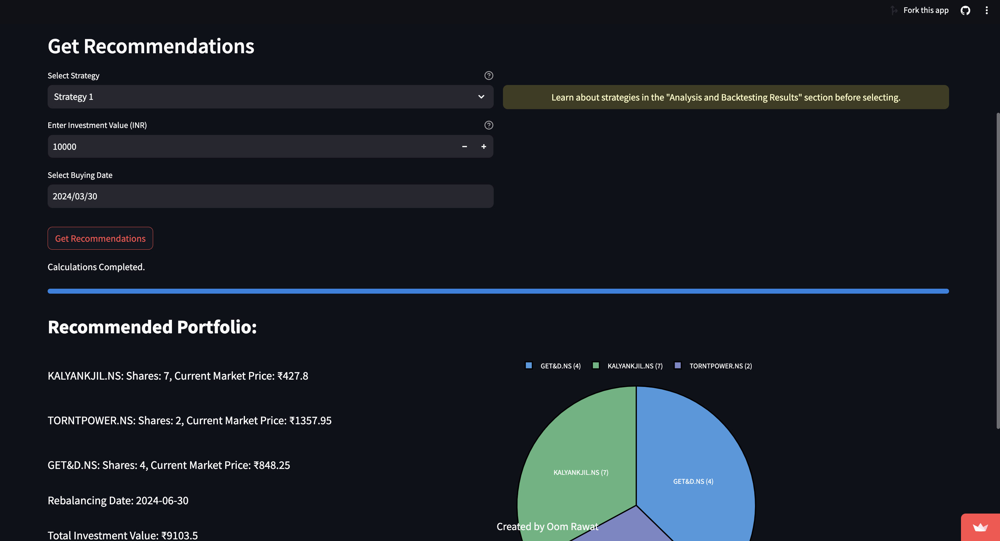 Fork this app
Get Recommendations
Select Strategy
Strategy 1
Learn about strategies in the "Analysis and Backtesting Results" section before selecting.
Enter Investment Value (INR)
10000
Select Buying Date
2024/03/30
Get Recommendations
Calculations Completed.
Recommended Portfolio:
GET&D.NS (4) KALYANKJIL.NS (7) TORNTPOWER.NS (2)
KALYANKJIL.NS: Shares: 7, Current Market Price: ₹427.8
TORNTPOWER.NS: Shares: 2, Current Market Price: ₹1357.95
GET&D.NS: Shares: 4, Current Market Price: ₹848.25
KALYANKJIL.NS (7)
GET&D.NS (4)
Rebalancing Date: 2024-06-30
Created by Oom Rawat
Total Investment Value: ₹9103.5